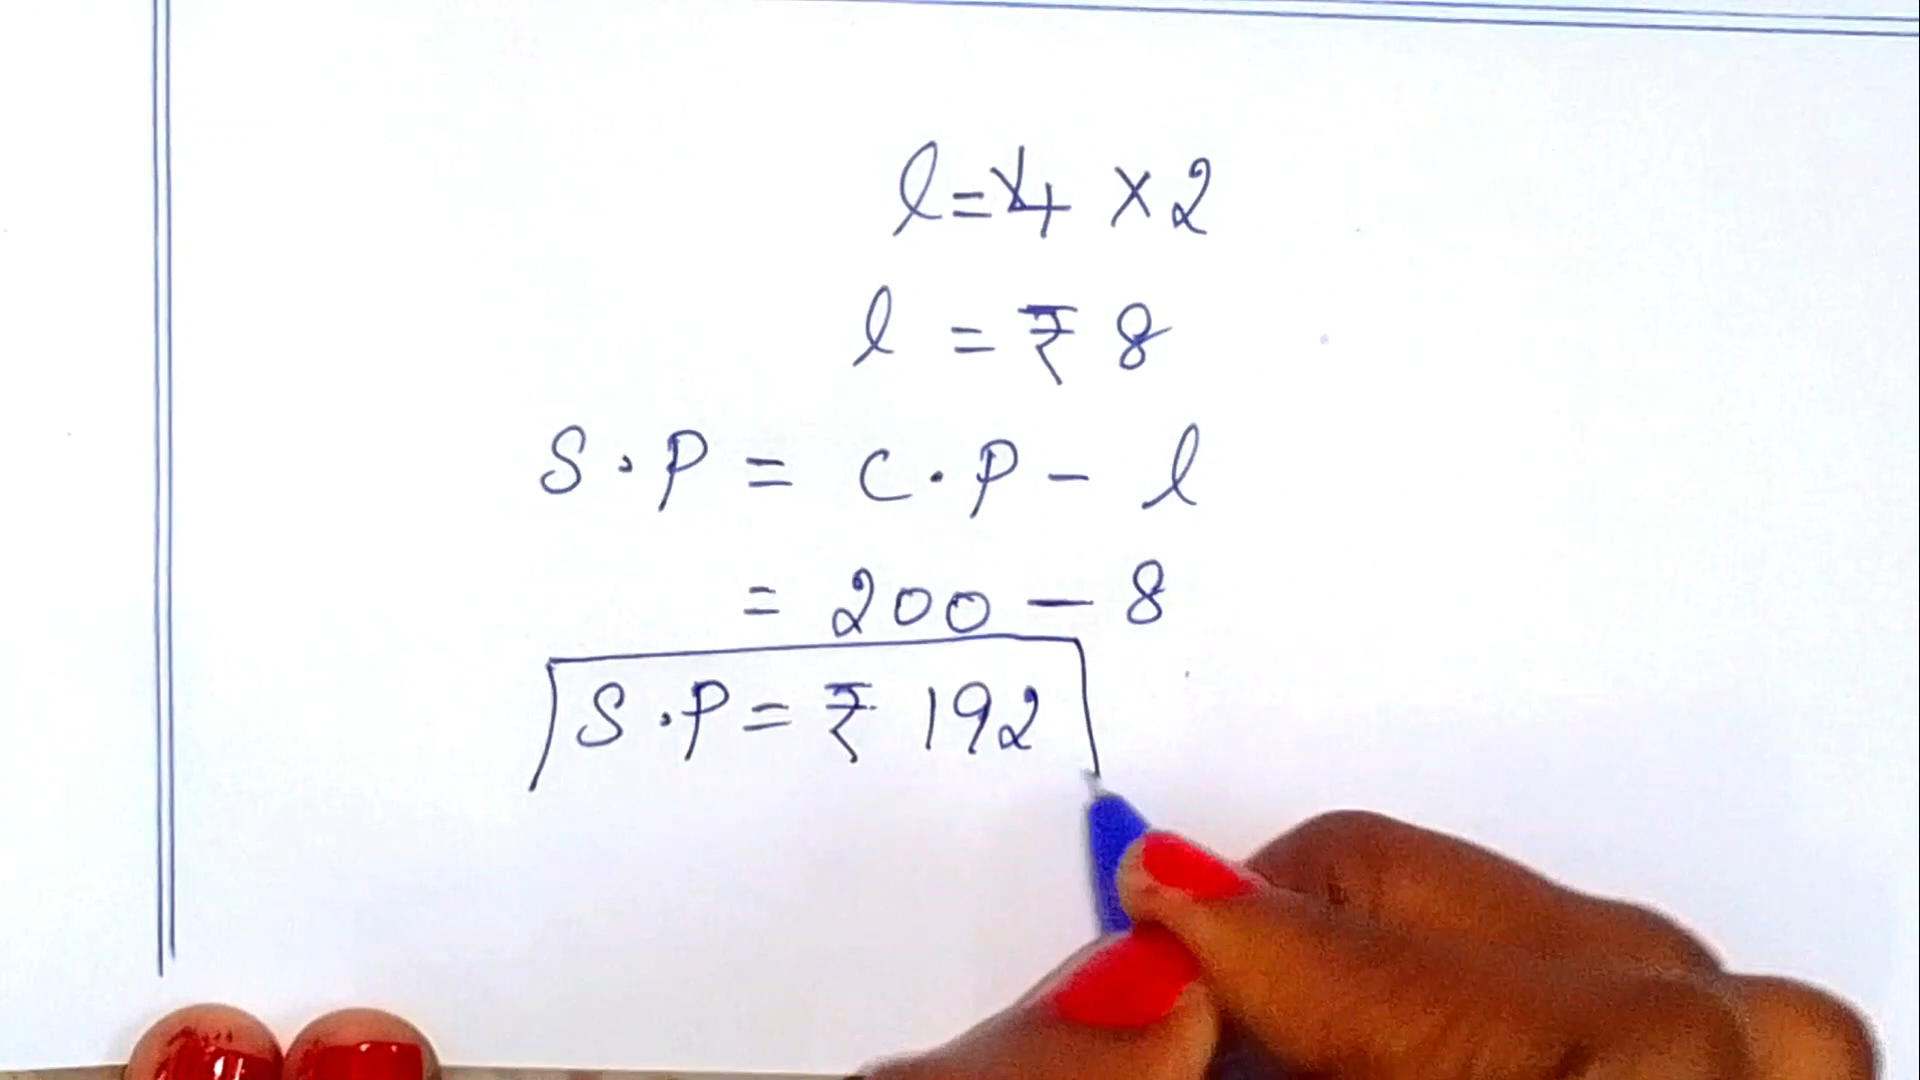 l = 4 × 2
l = ₹ 8
S.P = C.P - l
= 200 - 8
S.P = ₹ 192